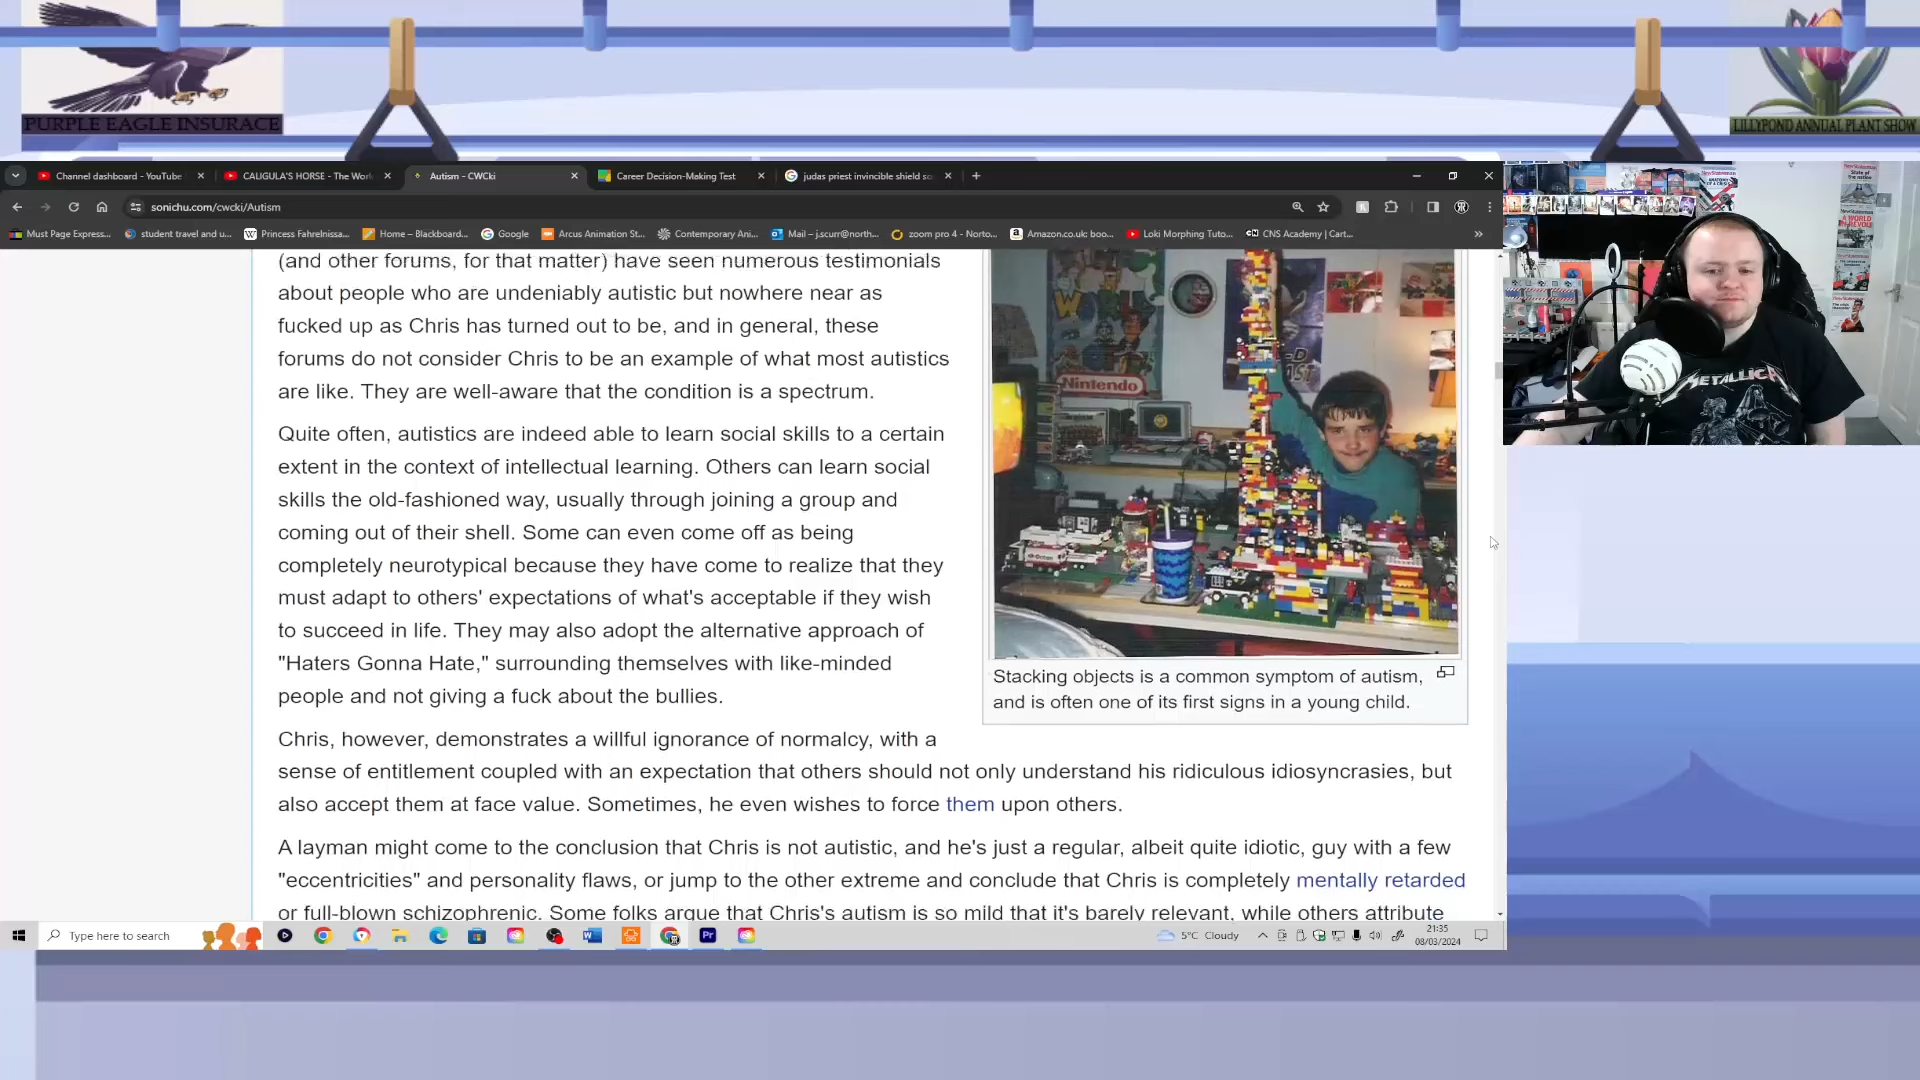 PURPLE EAGLE INSURACE
LILLYPOND ANNUAL PLANT SHOW
Channel dashboard - YouTube
CALIGULA'S HORSE - The Worl
Autism - CWCki
Career Decision-Making Test
judas priest invincible shield so
sonichu.com/cwcki/Autism
Must Page Express...
student travel and u...
Princess Fahrelnissa...
Home – Blackboard...
Google
Arcus Animation St...
Contemporary Ani...
Mail – j.scurr@north...
zoom pro 4 - Norto...
Amazon.co.uk: boo...
Loki Morphing Tuto...
CNS Academy | Cart...
(and other forums, for that matter) have seen numerous testimonials
about people who are undeniably autistic but nowhere near as
fucked up as Chris has turned out to be, and in general, these
forums do not consider Chris to be an example of what most autistics
are like. They are well-aware that the condition is a spectrum.
Quite often, autistics are indeed able to learn social skills to a certain
extent in the context of intellectual learning. Others can learn social
skills the old-fashioned way, usually through joining a group and
coming out of their shell. Some can even come off as being
completely neurotypical because they have come to realize that they
must adapt to others' expectations of what's acceptable if they wish
to succeed in life. They may also adopt the alternative approach of
"Haters Gonna Hate," surrounding themselves with like-minded
people and not giving a fuck about the bullies.
Nintendo
Stacking objects is a common symptom of autism,
and is often one of its first signs in a young child.
Chris, however, demonstrates a willful ignorance of normalcy, with a
sense of entitlement coupled with an expectation that others should not only understand his ridiculous idiosyncrasies, but
also accept them at face value. Sometimes, he even wishes to force them upon others.
A layman might come to the conclusion that Chris is not autistic, and he's just a regular, albeit quite idiotic, guy with a few
"eccentricities" and personality flaws, or jump to the other extreme and conclude that Chris is completely mentally retarded
or full-blown schizophrenic. Some folks argue that Chris's autism is so mild that it's barely relevant, while others attribute
METALLICA
Type here to search
5°C Cloudy
21:35
08/03/2024